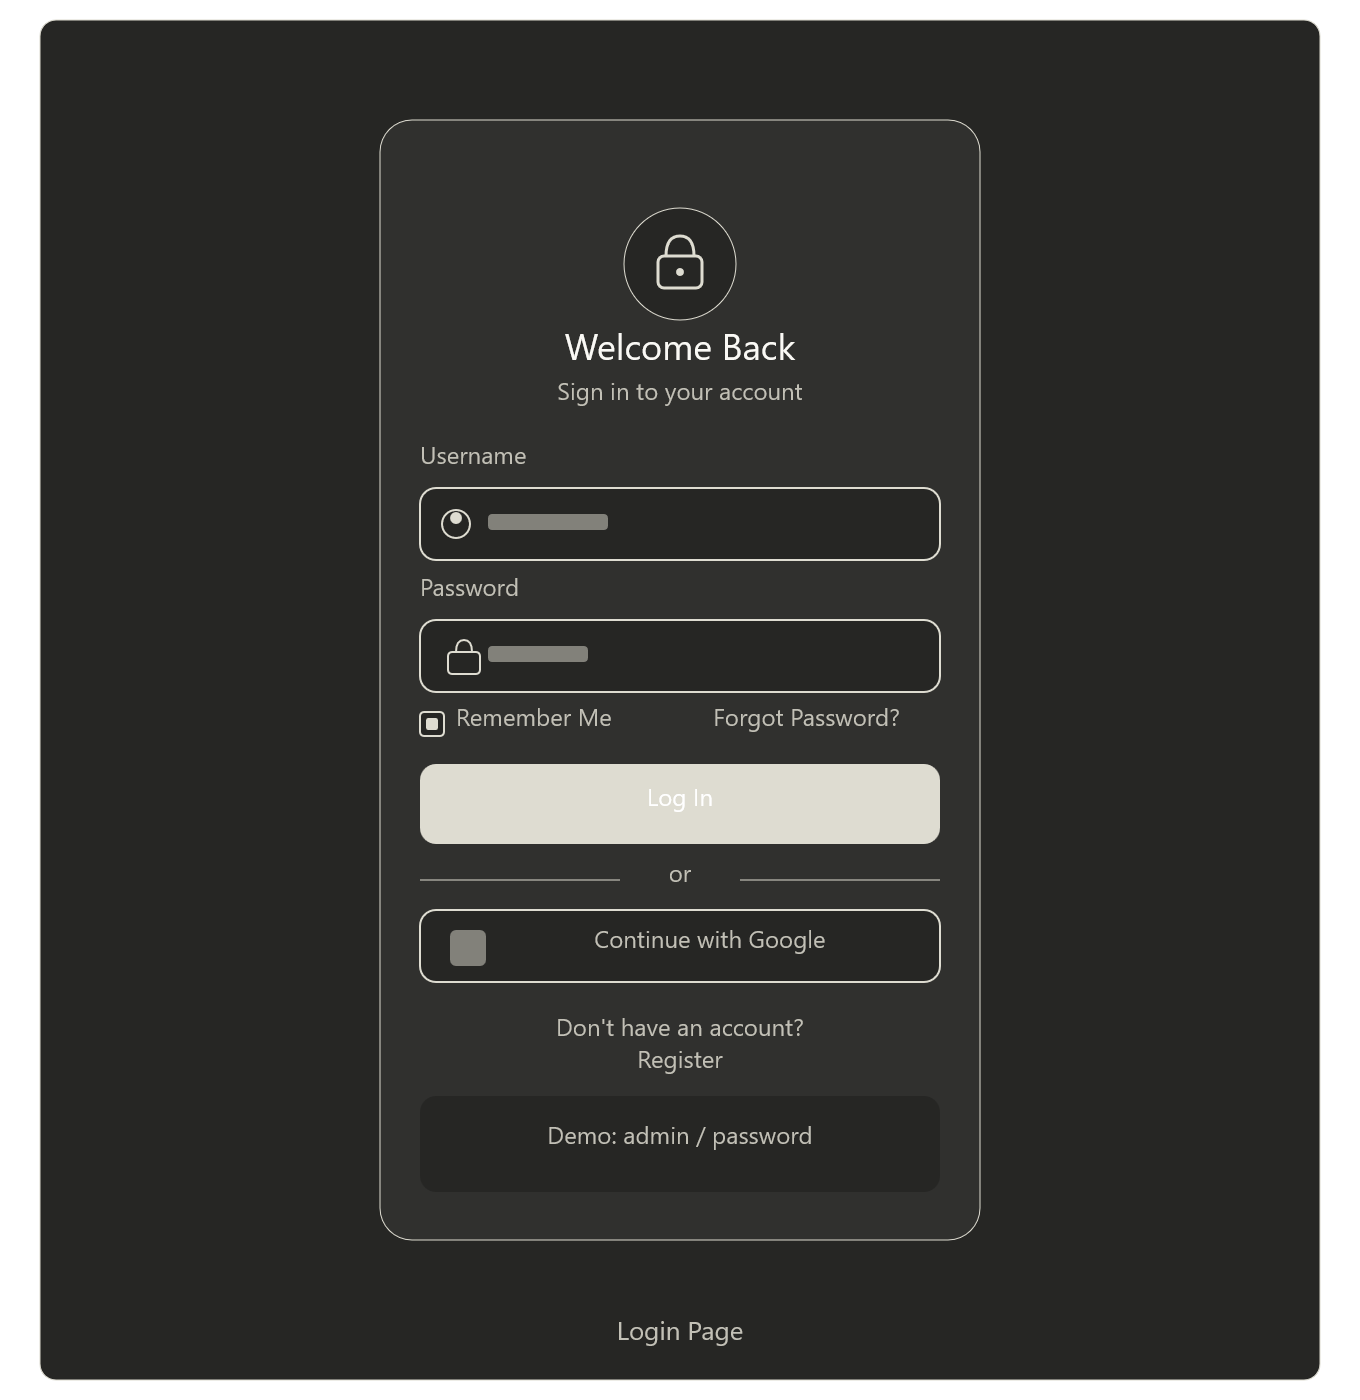 Welcome Back
Sign in to your account
Username
Password
Remember Me
Forgot Password?
Log In
or
Continue with Google
Don't have an account?
Register
Demo: admin / password
Login Page